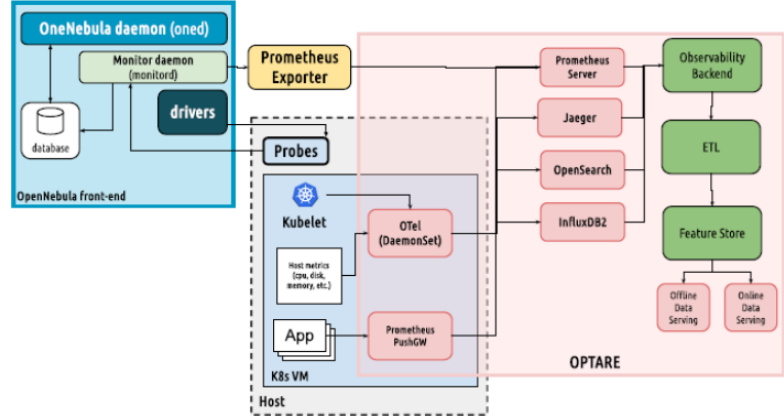 OneNebula daemon (oned)
Monitor daemon
(monitord)
drivers
database
OpenNebula front-end
Prometheus
Exporter
Probes
Kubelet
Host metrics
(cpu, disk,
memory, etc.)
App
K8s VM
Host
OTel
(DaemonSet)
Prometheus
PushGW
Prometheus
Server
Jaeger
OpenSearch
InfluxDB2
Observability
Backend
ETL
Feature Store
Offline
Data
Serving
Online
Data
Serving
OPTARE